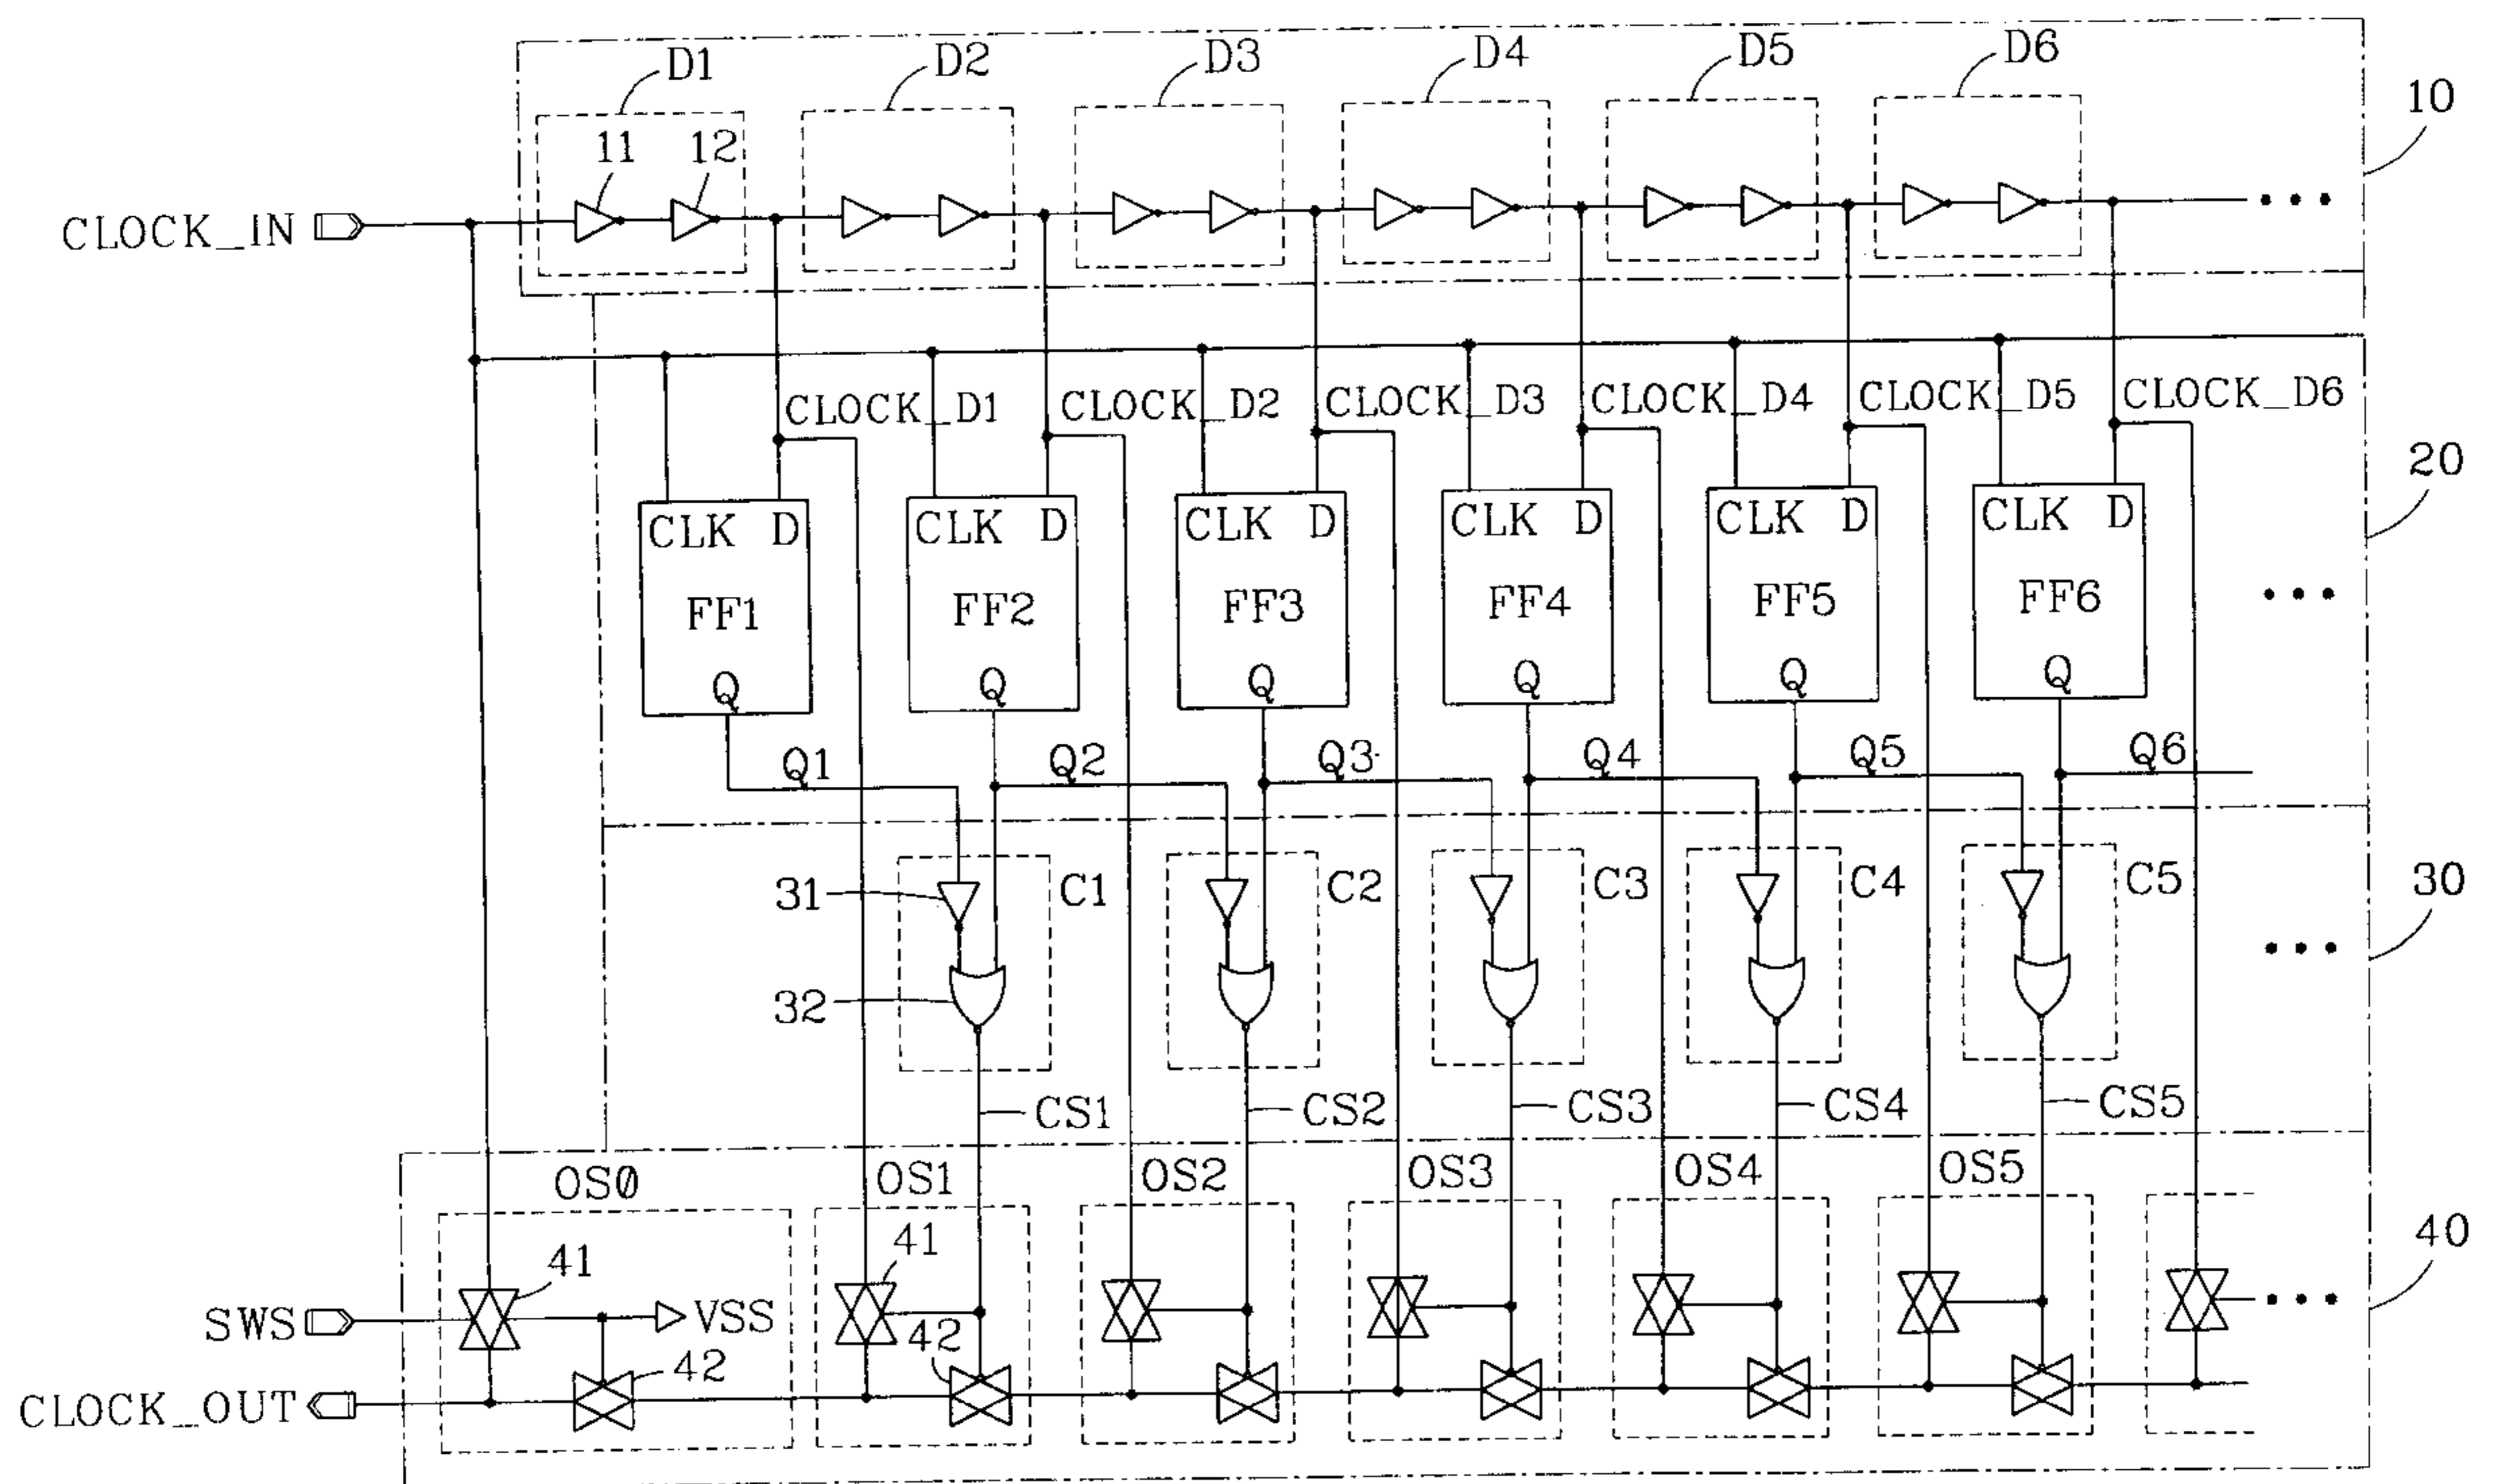 D1 D2 D3 D4 D5 D6
10
11 12
CLOCK_IN
CLOCK_D1 CLOCK_D2 CLOCK_D3 CLOCK_D4 CLOCK_D5 CLOCK_D6
20
CLK D CLK D CLK D CLK D CLK D CLK D
FF1 FF2 FF3 FF4 FF5 FF6
Q Q Q Q Q Q
Q1 Q2 Q3 Q4 Q5 Q6
31 C1 C2 C3 C4 C5 30
32
CS1 CS2 CS3 CS4 CS5
OS0 OS1 OS2 OS3 OS4 OS5
41 41 40
SWS VSS 42
42
CLOCK_OUT